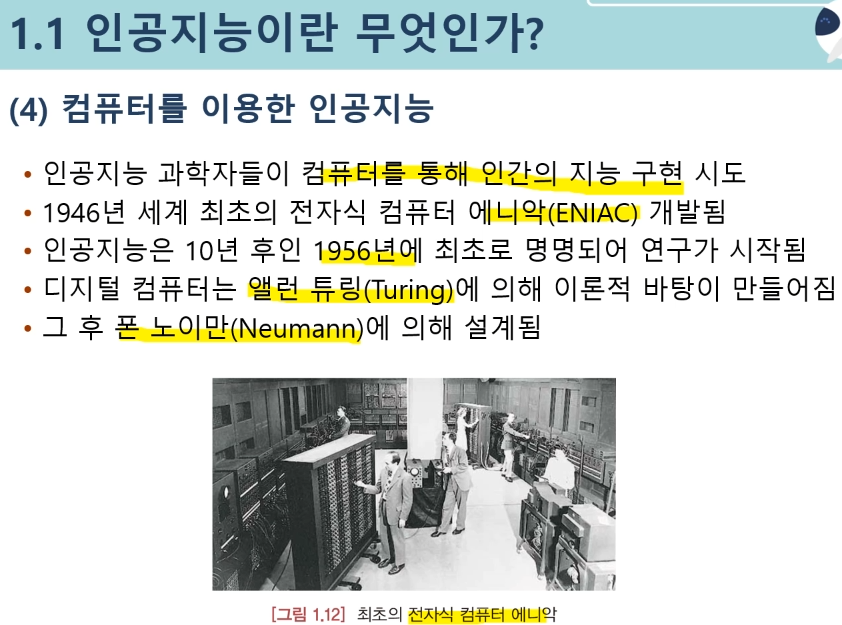 1.1 인공지능이란 무엇인가?
(4) 컴퓨터를 이용한 인공지능
• 인공지능 과학자들이 컴퓨터를 통해 인간의 지능 구현 시도
• 1946년 세계 최초의 전자식 컴퓨터 에니악(ENIAC) 개발됨
• 인공지능은 10년 후인 1956년에 최초로 명명되어 연구가 시작됨
• 디지털 컴퓨터는 앨런 튜링(Turing)에 의해 이론적 바탕이 만들어짐
• 그 후 폰 노이만(Neumann)에 의해 설계됨
[그림 1.12] 최초의 전자식 컴퓨터 에니악